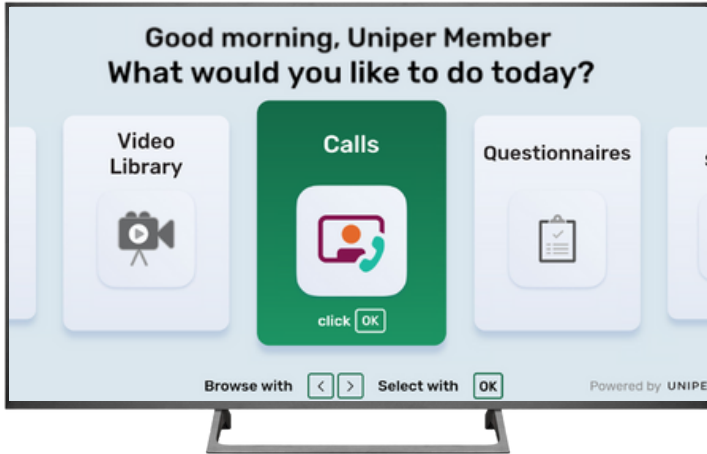 Good morning, Uniper Member
What would you like to do today?
Video
Library
Calls
click OK
Questionnaires
Browse with < > Select with OK
Powered by UNIPE